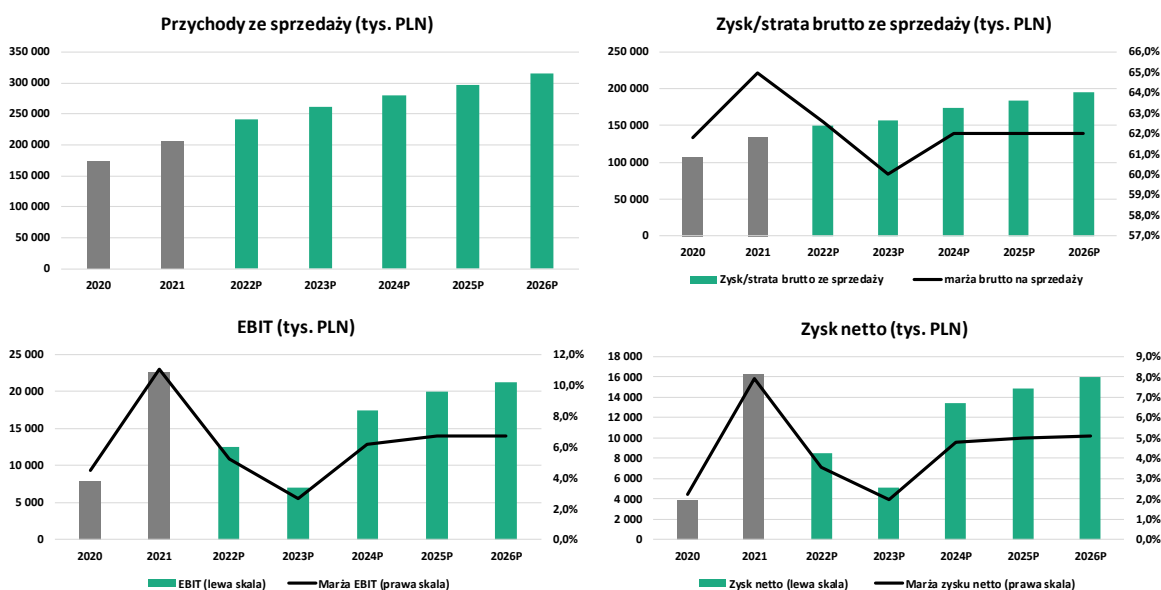 Przychody ze sprzedaży (tys. PLN)
350 000
300 000
250 000
200 000
150 000
100 000
50 000
0
2020 2021 2022P 2023P 2024P 2025P 2026P
Zysk/strata brutto ze sprzedaży (tys. PLN)
250 000 66,0%
65,0%
200 000 64,0%
63,0%
150 000 62,0%
61,0%
100 000 60,0%
59,0%
50 000 58,0%
0 57,0%
2020 2021 2022P 2023P 2024P 2025P 2026P
Zysk/strata brutto ze sprzedaży marża brutto na sprzedaży
EBIT (tys. PLN)
25 000 12,0%
20 000 10,0%
15 000 8,0%
6,0%
10 000 4,0%
5 000 2,0%
0 0,0%
2020 2021 2022P 2023P 2024P 2025P 2026P
EBIT (lewa skala) Marża EBIT (prawa skala)
Zysk netto (tys. PLN)
18 000 9,0%
16 000 8,0%
14 000 7,0%
12 000 6,0%
10 000 5,0%
8 000 4,0%
6 000 3,0%
4 000 2,0%
2 000 1,0%
0 0,0%
2020 2021 2022P 2023P 2024P 2025P 2026P
Zysk netto (lewa skala) Marża zysku netto (prawa skala)